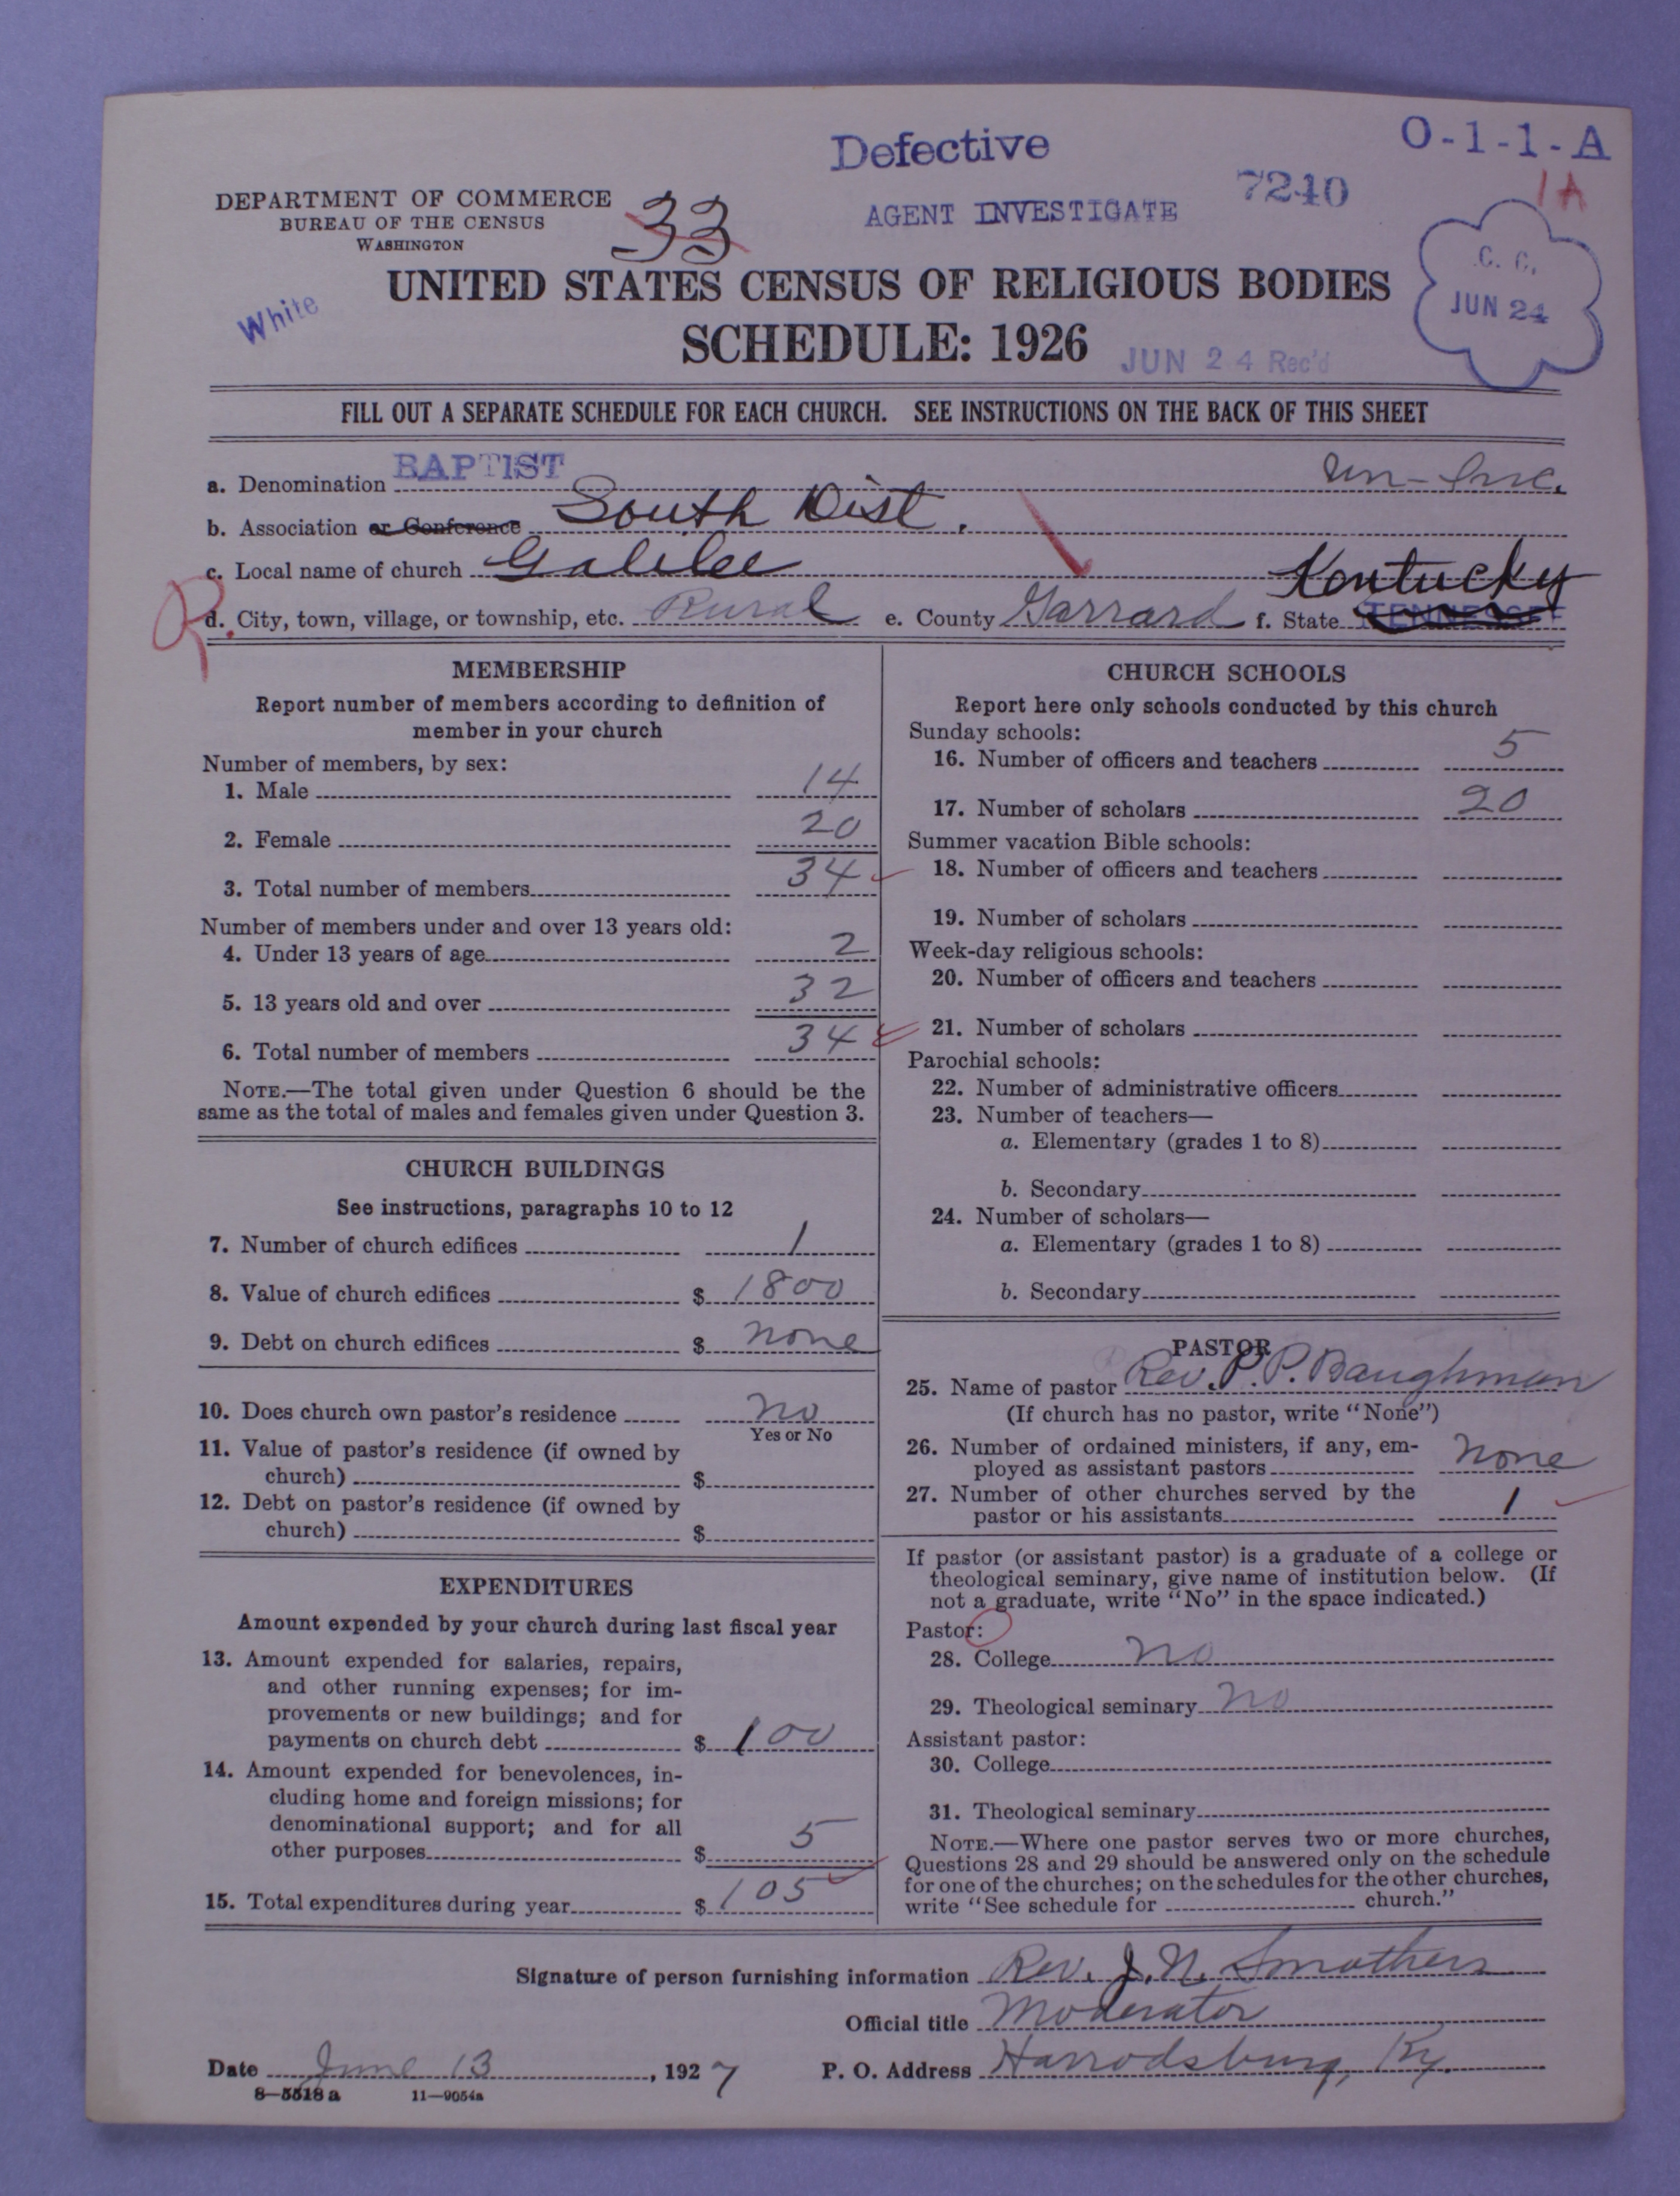 Defective
O-1-1-A
7240
1A
AGENT INVESTIGATE
DEPARTMENT OF COMMERCE
BUREAU OF THE CENSUS
WASHINGTON
33
C. C.
JUN 24
White
UNITED STATES CENSUS OF RELIGIOUS BODIES
SCHEDULE: 1926
JUN 24 Rec'd
FILL OUT A SEPARATE SCHEDULE FOR EACH CHURCH. SEE INSTRUCTIONS ON THE BACK OF THIS SHEET
a. Denomination BAPTIST Un-Inc.
b. Association or Conference South Dist.
c. Local name of church Galilee
R
d. City, town, village, or township, etc. Rural e. County Garrard f. State TENNESSEE Kentucky
MEMBERSHIP
Report number of members according to definition of
member in your church
Number of members, by sex:
1. Male 14
2. Female 20
3. Total number of members 34
Number of members under and over 13 years old:
4. Under 13 years of age 2
5. 13 years old and over 32
6. Total number of members 34
NOTE.—The total given under Question 6 should be the
same as the total of males and females given under Question 3.
CHURCH BUILDINGS
See instructions, paragraphs 10 to 12
7. Number of church edifices 1
8. Value of church edifices $ 1800
9. Debt on church edifices $ none
10. Does church own pastor's residence no
Yes or No
11. Value of pastor's residence (if owned by
church) $
12. Debt on pastor's residence (if owned by
church) $
EXPENDITURES
Amount expended by your church during last fiscal year
13. Amount expended for salaries, repairs,
and other running expenses; for im-
provements or new buildings; and for
payments on church debt $ 100
14. Amount expended for benevolences, in-
cluding home and foreign missions; for
denominational support; and for all
other purposes $ 5
15. Total expenditures during year $ 105
CHURCH SCHOOLS
Report here only schools conducted by this church
Sunday schools:
16. Number of officers and teachers 5
17. Number of scholars 20
Summer vacation Bible schools:
18. Number of officers and teachers
19. Number of scholars
Week-day religious schools:
20. Number of officers and teachers
21. Number of scholars
Parochial schools:
22. Number of administrative officers
23. Number of teachers—
a. Elementary (grades 1 to 8)
b. Secondary
24. Number of scholars—
a. Elementary (grades 1 to 8)
b. Secondary
PASTOR
25. Name of pastor Rev. P. P. Baughman
(If church has no pastor, write "None")
26. Number of ordained ministers, if any, em-
ployed as assistant pastors none
27. Number of other churches served by the
pastor or his assistants 1
If pastor (or assistant pastor) is a graduate of a college or
theological seminary, give name of institution below. (If
not a graduate, write "No" in the space indicated.)
Pastor:
28. College no
29. Theological seminary no
Assistant pastor:
30. College
31. Theological seminary
NOTE.—Where one pastor serves two or more churches,
Questions 28 and 29 should be answered only on the schedule
for one of the churches; on the schedules for the other churches,
write "See schedule for church."
Signature of person furnishing information Rev. J. N. Smothers
Official title Moderator
Date June 13, 1927 P. O. Address Harrodsburg, Ky.
8—5518a 11—9054a